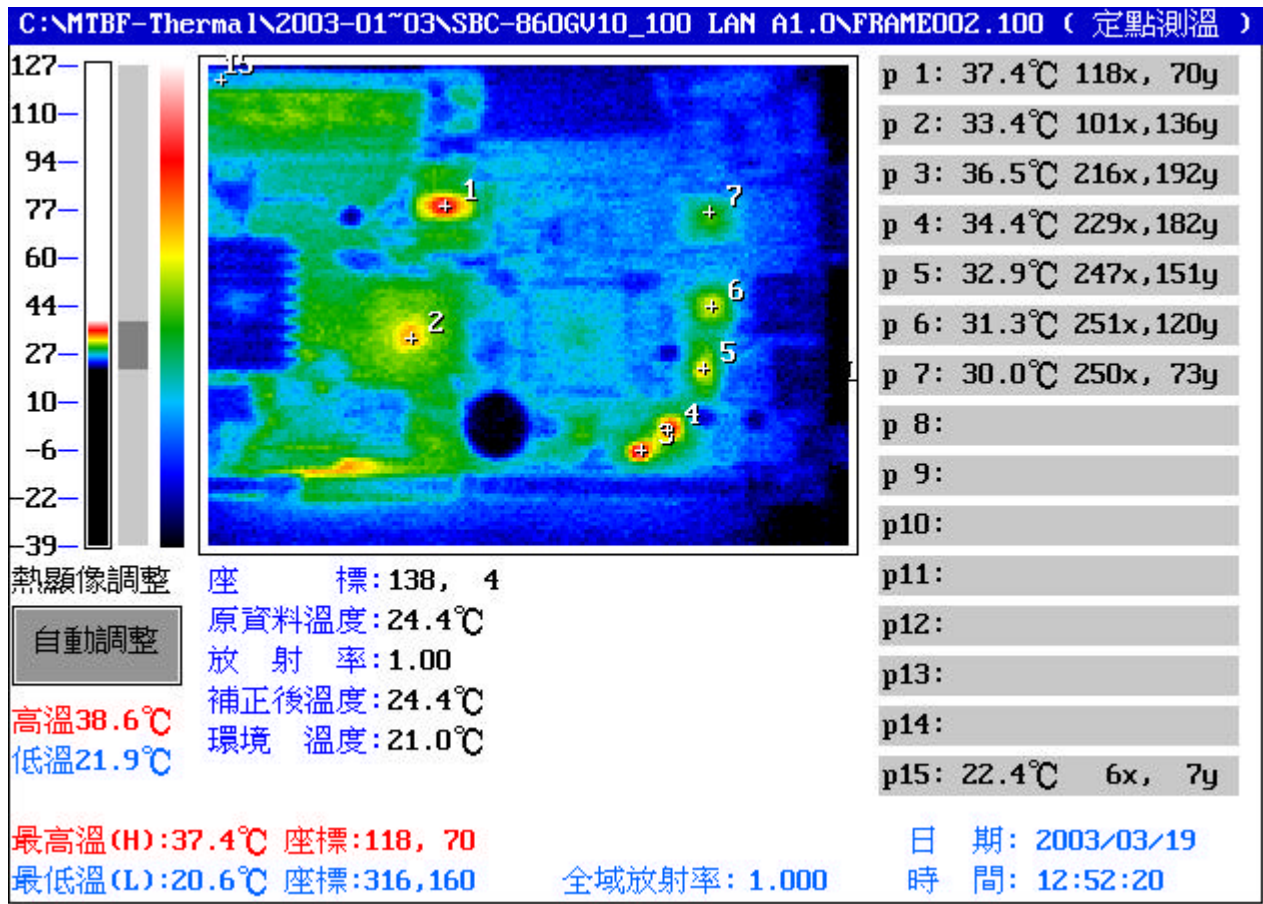 C:\MTBF-Thermal\2003-01~03\SBC-860GV10_100 LAN A1.0\FRAME002.100 ( 定點測溫 )
127
110
94
77
60
44
27
10
-6
-22
-39
15
1
7
6
2
5
4
3
p 1: 37.4℃ 118x, 70y
p 2: 33.4℃ 101x,136y
p 3: 36.5℃ 216x,192y
p 4: 34.4℃ 229x,182y
p 5: 32.9℃ 247x,151y
p 6: 31.3℃ 251x,120y
p 7: 30.0℃ 250x, 73y
p 8:
p 9:
p10:
p11:
p12:
p13:
p14:
p15: 22.4℃ 6x, 7y
熱顯像調整
自動調整
高溫38.6℃
低溫21.9℃
座 標:138, 4
原資料溫度:24.4℃
放 射 率:1.00
補正後溫度:24.4℃
環境 溫度:21.0℃
最高溫(H):37.4℃ 座標:118, 70
最低溫(L):20.6℃ 座標:316,160
全域放射率: 1.000
日 期: 2003/03/19
時 間: 12:52:20